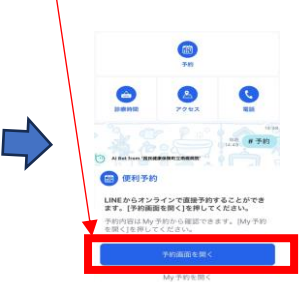 予約
診療時間
アクセス
電話
# 予約
AI Bot from
便利予約
LINEからオンラインで直接予約することができ
ます。[予約画面を開く]を押してください。
予約内容はMy予約から確認できます。[My予約
を開く]を押してください。
予約画面を開く
My予約を開く